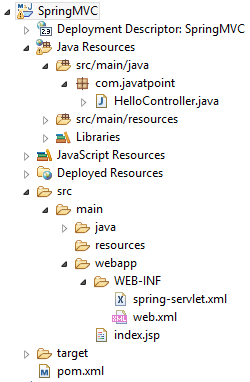 SpringMVC
Deployment Descriptor: SpringMVC
Java Resources
src/main/java
com.javatpoint
HelloController.java
src/main/resources
Libraries
JavaScript Resources
Deployed Resources
src
main
java
resources
webapp
WEB-INF
spring-servlet.xml
web.xml
index.jsp
target
pom.xml